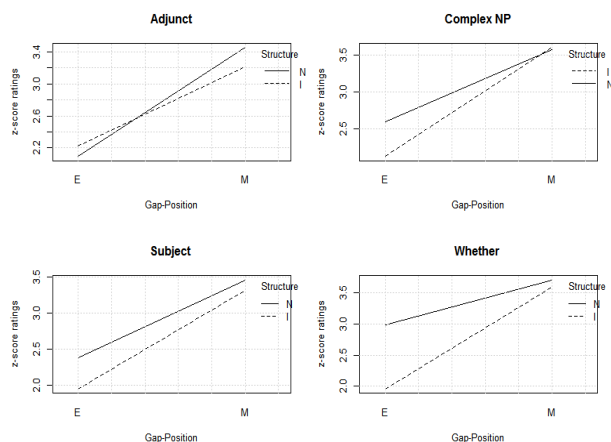 Adjunct
z-score ratings
3.4
3.0
2.6
2.2
Structure
N
I
E
M
Gap-Position
Complex NP
z-score ratings
3.5
3.0
2.5
Structure
I
N
E
M
Gap-Position
Subject
z-score ratings
3.5
3.0
2.5
2.0
Structure
N
I
E
M
Gap-Position
Whether
z-score ratings
3.5
3.0
2.5
2.0
Structure
N
I
E
M
Gap-Position